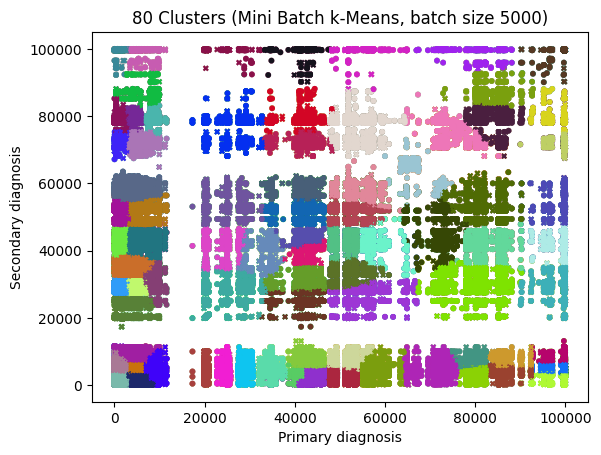 80 Clusters (Mini Batch k-Means, batch size 5000)
100000
80000
60000
40000
20000
0
Secondary diagnosis
0 20000 40000 60000 80000 100000
Primary diagnosis